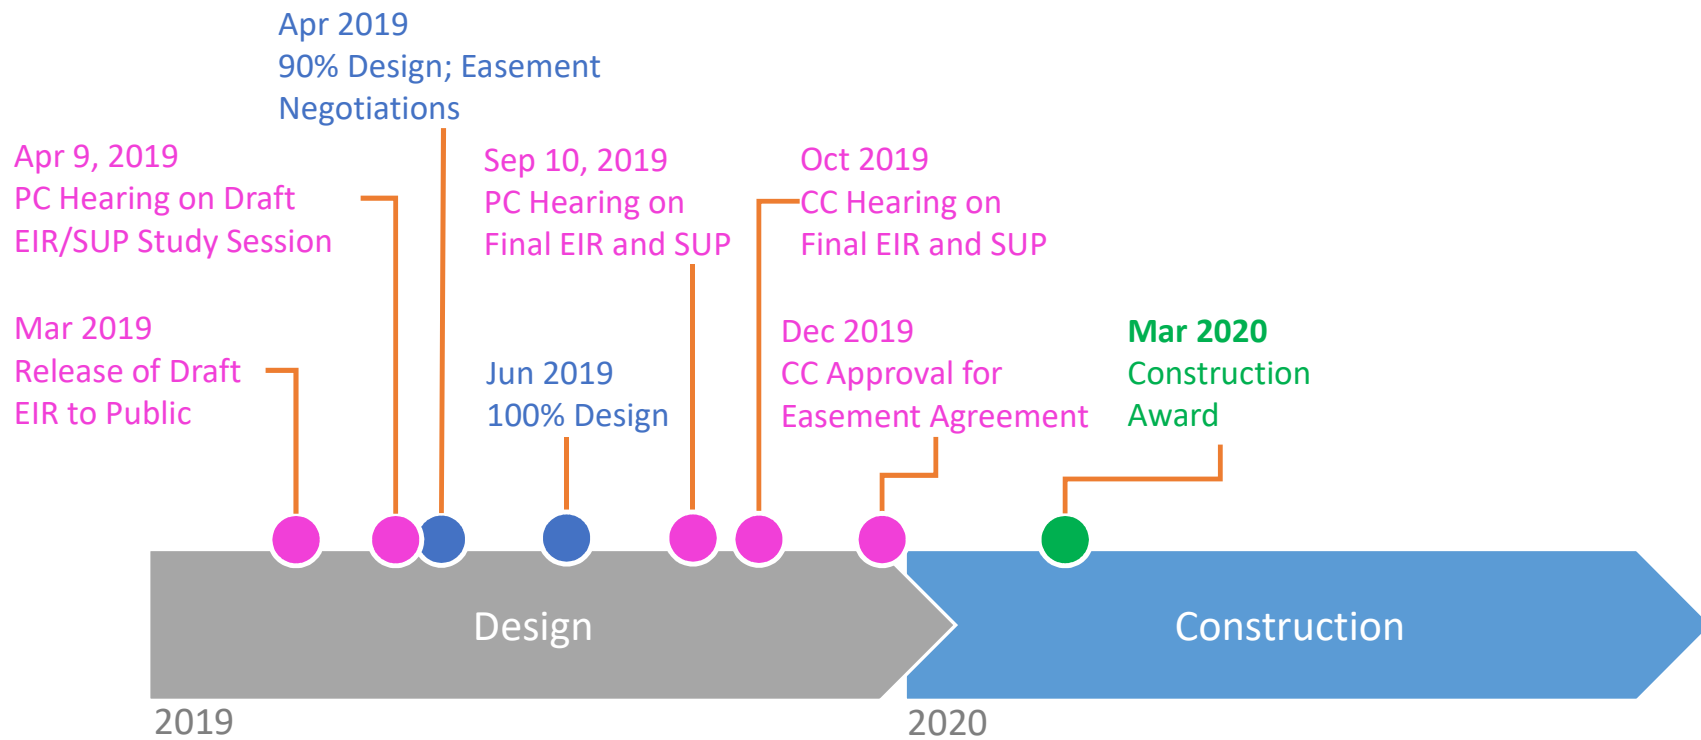 Apr 2019
90% Design; Easement
Negotiations
Apr 9, 2019
PC Hearing on Draft
EIR/SUP Study Session
Sep 10, 2019
PC Hearing on
Final EIR and SUP
Oct 2019
CC Hearing on
Final EIR and SUP
Mar 2019
Release of Draft
EIR to Public
Jun 2019
100% Design
Dec 2019
CC Approval for
Easement Agreement
Mar 2020
Construction
Award
Design
Construction
2019
2020